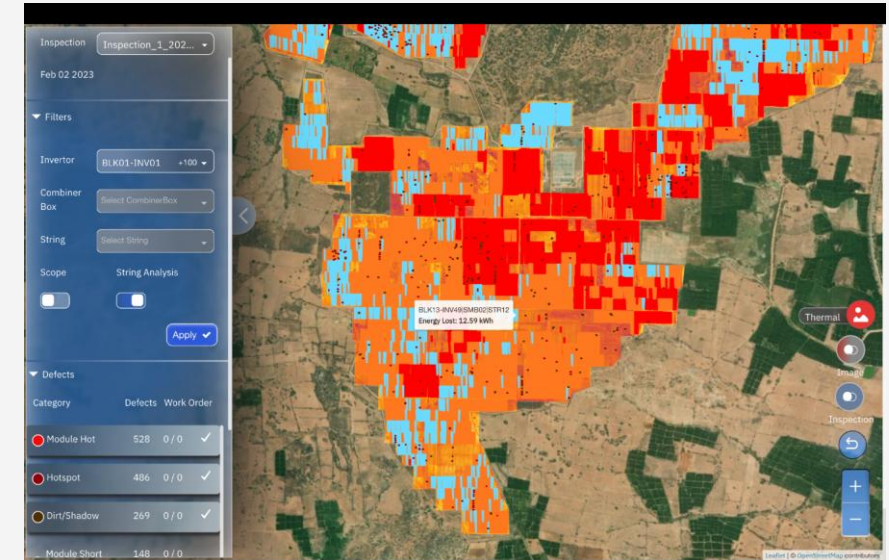 Inspection Inspection_1_202...
Feb 02 2023
Filters
Invertor BLK01-INV01 +100
Combiner Box Select CombinerBox
String Select String
Scope String Analysis
Apply
Defects
Category Defects Work Order
Module Hot 528 0/0
Hotspot 486 0/0
Dirt/Shadow 269 0/0
Module Short 148 0/0
BLK13-INV49|SMB02|STR12
Energy Lost: 12.59 kWh
Thermal
Image
Inspection
+
−
Leaflet | © OpenStreetMap contributors